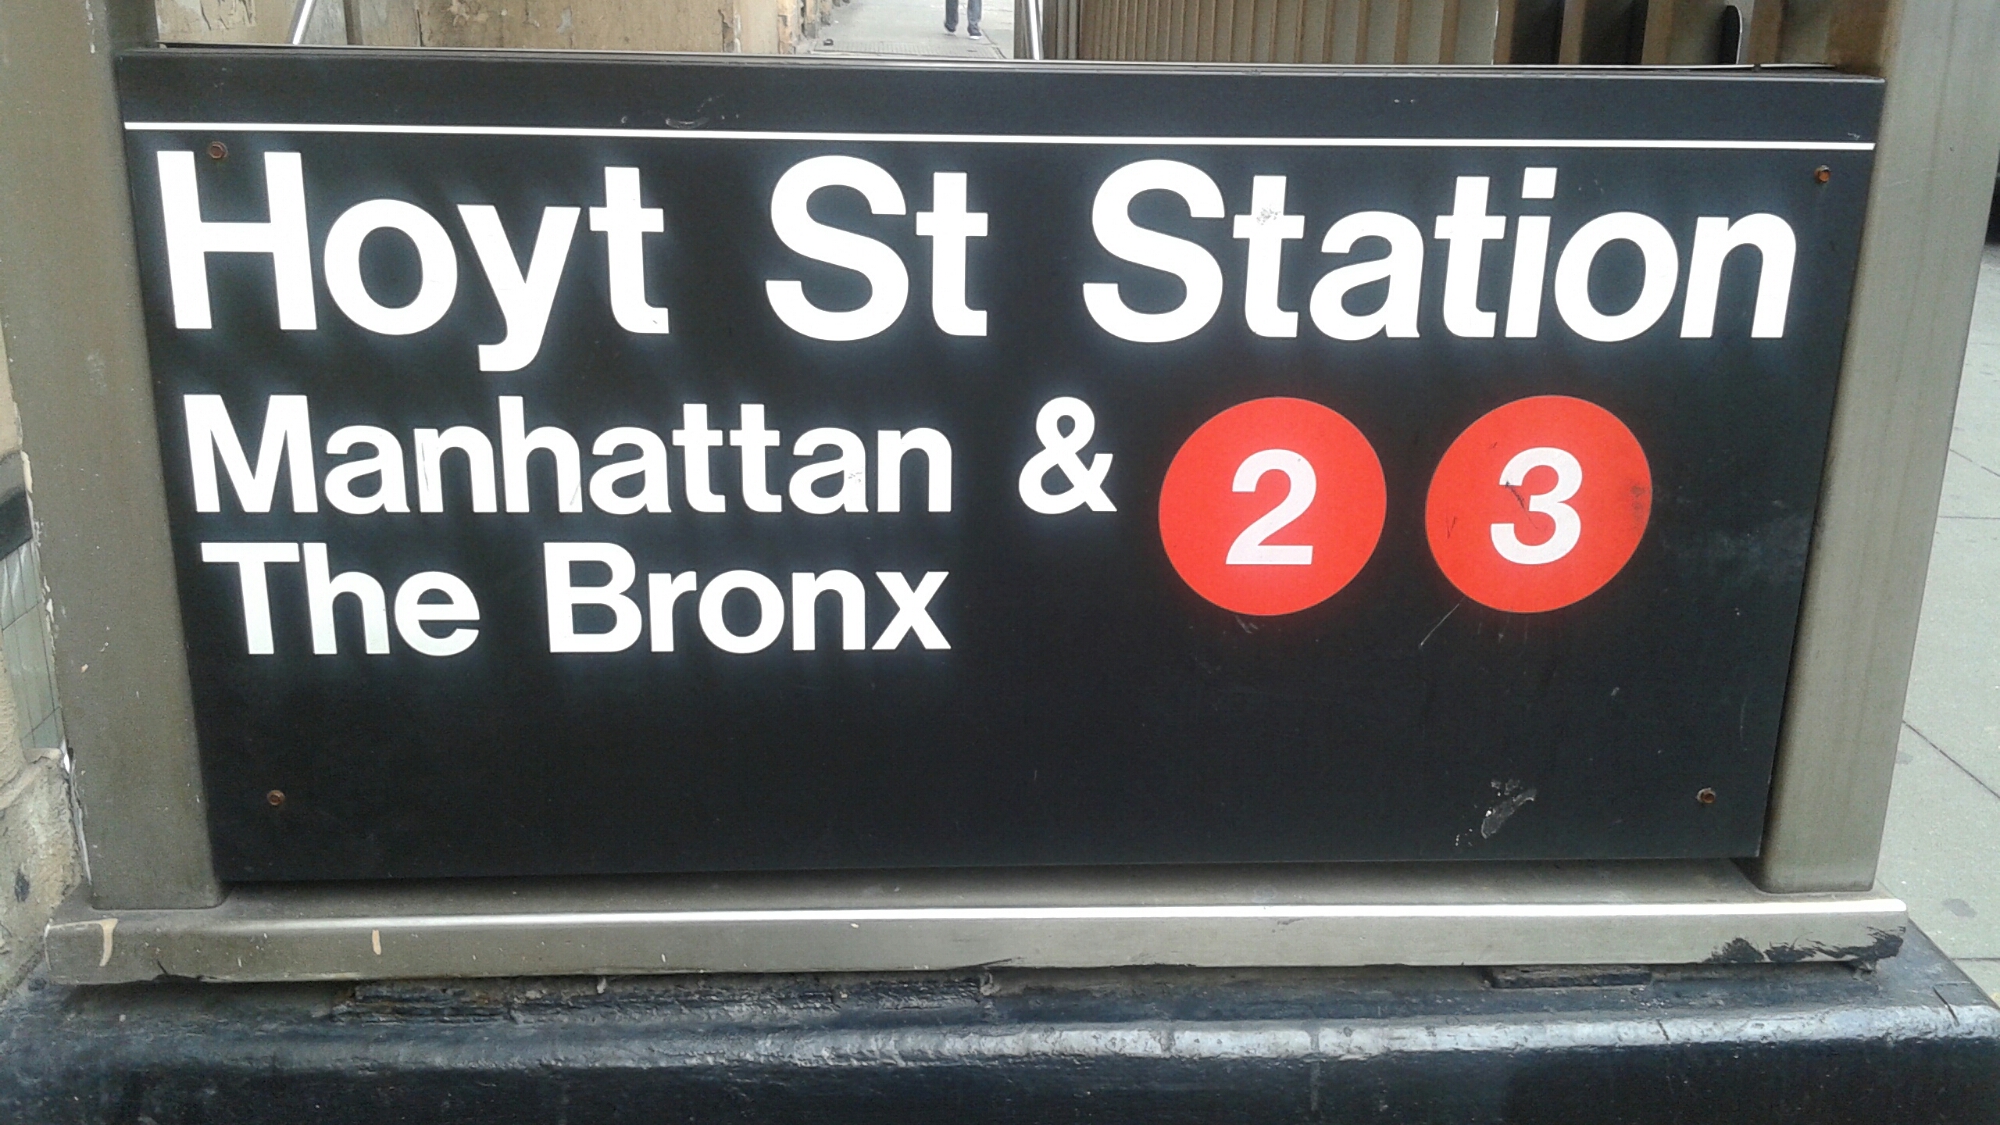 Hoyt St Station
Manhattan & 2 3
The Bronx